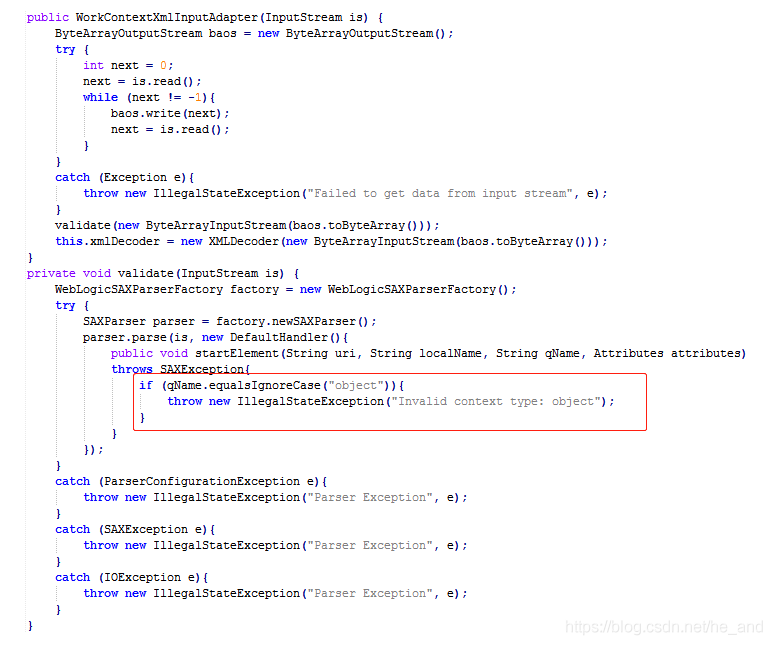 public WorkContextXmlInputAdapter(InputStream is) {
ByteArrayOutputStream baos = new ByteArrayOutputStream();
try {
int next = 0;
next = is.read();
while (next != -1){
baos.write(next);
next = is.read();
}
}
catch (Exception e){
throw new IllegalStateException("Failed to get data from input stream", e);
}
validate(new ByteArrayInputStream(baos.toByteArray()));
this.xmlDecoder = new XMLDecoder(new ByteArrayInputStream(baos.toByteArray()));
}
private void validate(InputStream is) {
WebLogicSAXParserFactory factory = new WebLogicSAXParserFactory();
try {
SAXParser parser = factory.newSAXParser();
parser.parse(is, new DefaultHandler(){
public void startElement(String uri, String localName, String qName, Attributes attributes)
throws SAXException{
if (qName.equalsIgnoreCase("object")){
throw new IllegalStateException("Invalid context type: object");
}
}
});
}
catch (ParserConfigurationException e){
throw new IllegalStateException("Parser Exception", e);
}
catch (SAXException e){
throw new IllegalStateException("Parser Exception", e);
}
catch (IOException e){
throw new IllegalStateException("Parser Exception", e);
}
}
https://blog.csdn.net/he_and